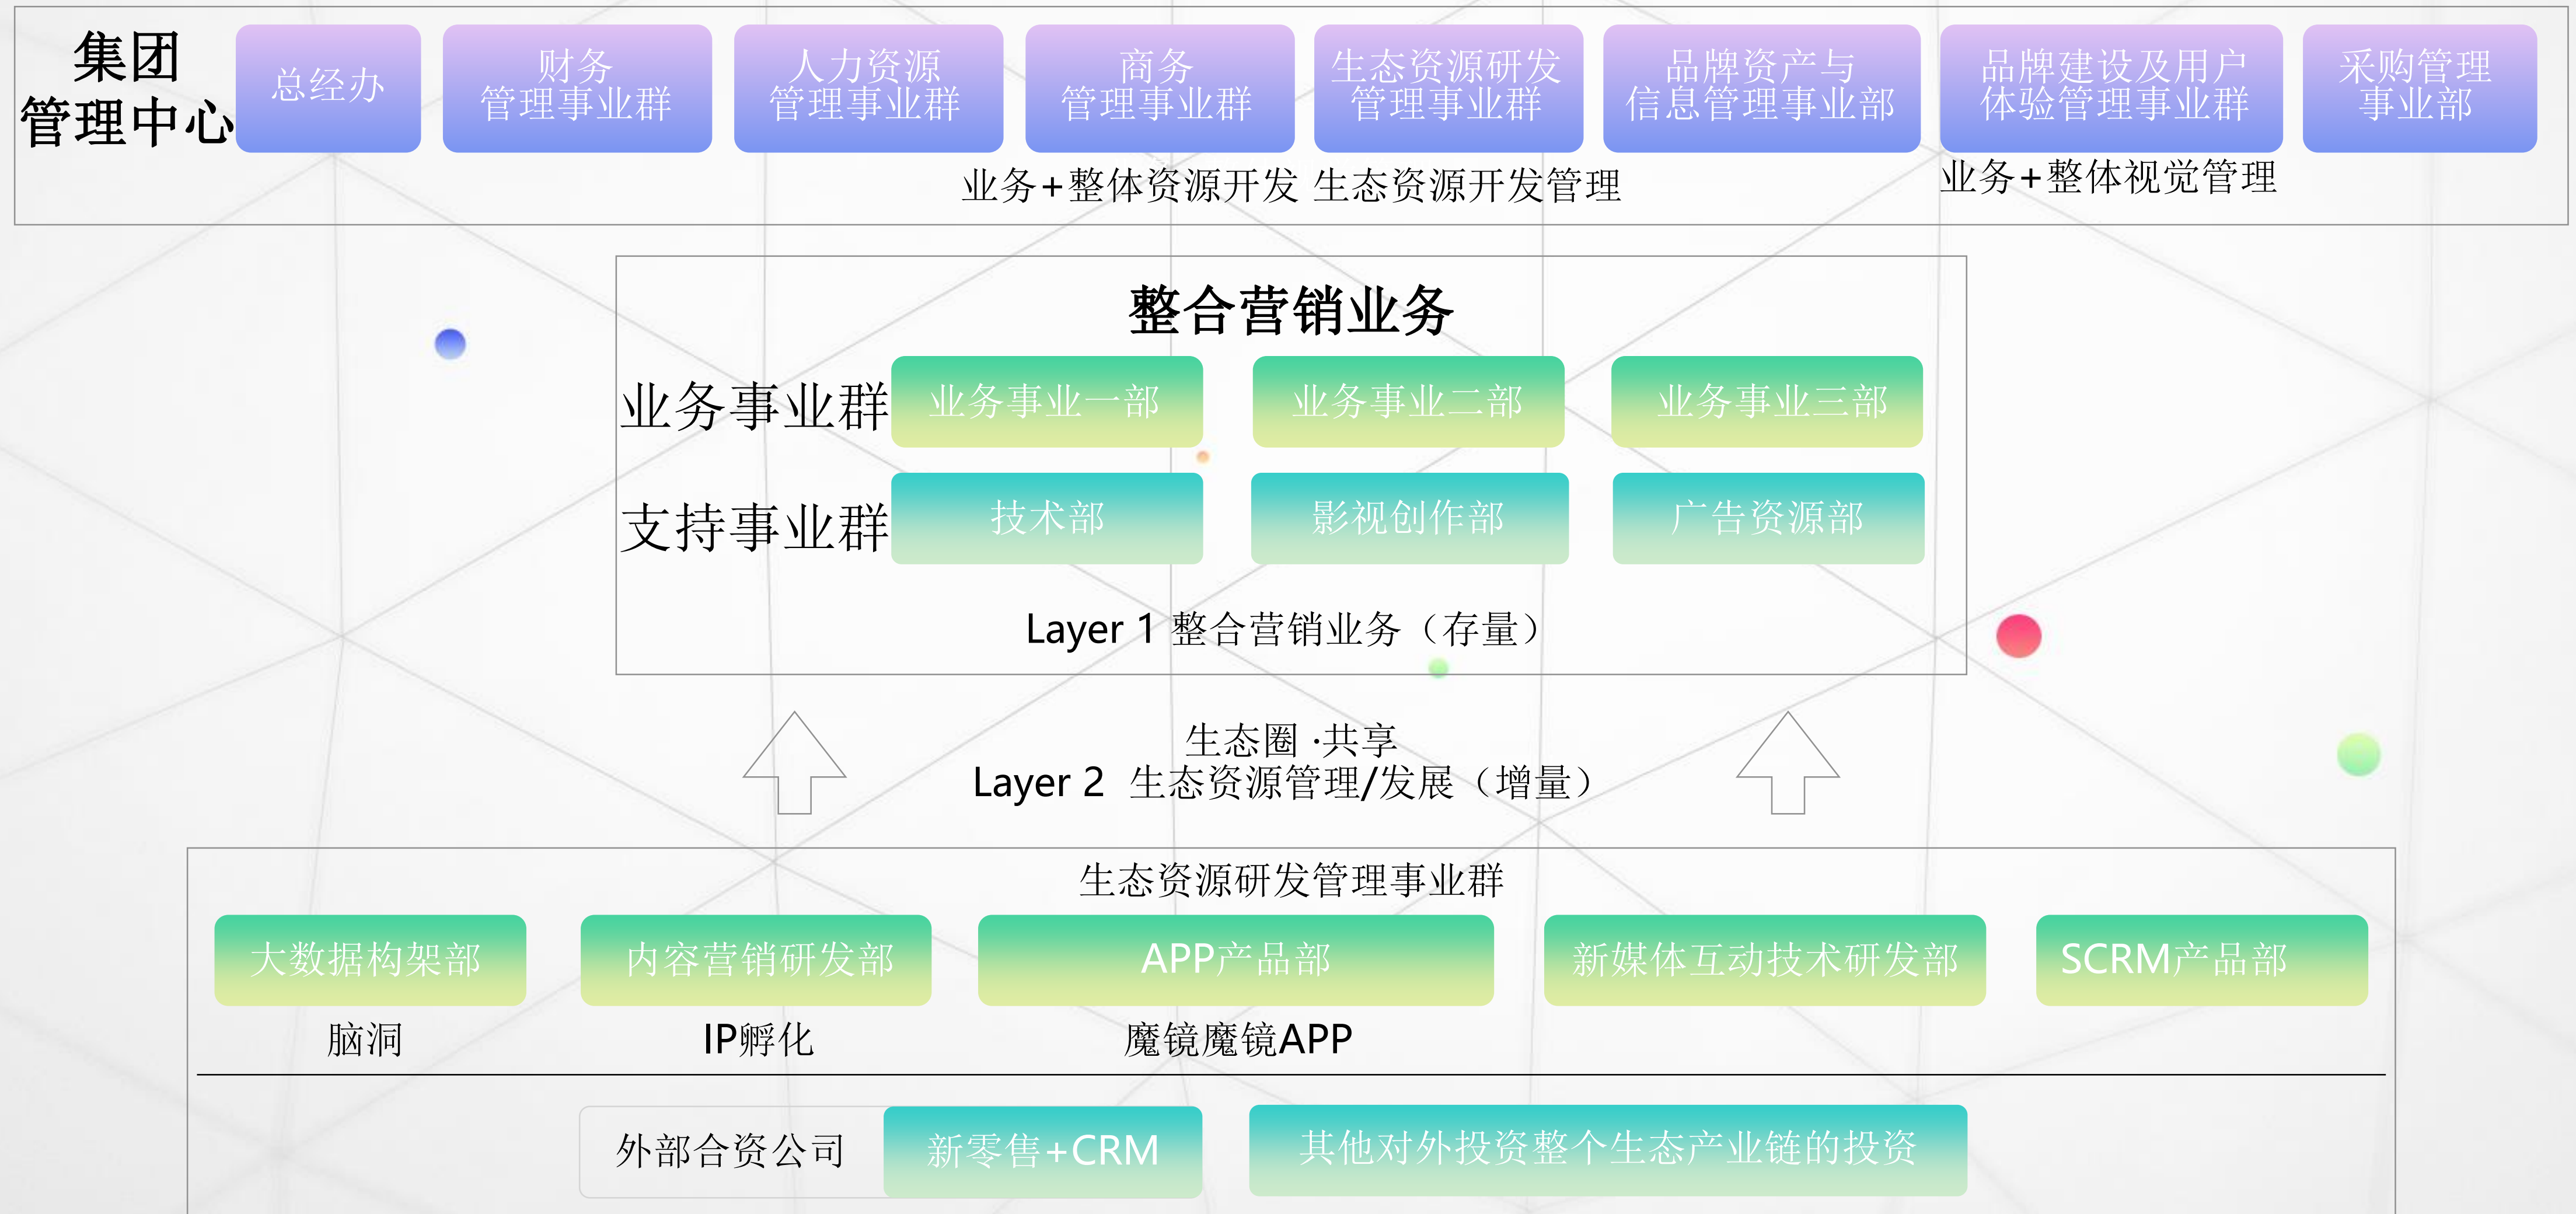 集团
管理中心
总经办
财务
管理事业群
人力资源
管理事业群
商务
管理事业群
生态资源研发
管理事业群
品牌资产与
信息管理事业部
品牌建设及用户
体验管理事业群
采购管理
事业部
业务+整体资源开发 生态资源开发管理
业务+整体视觉管理
整合营销业务
业务事业群
业务事业一部
业务事业二部
业务事业三部
支持事业群
技术部
影视创作部
广告资源部
Layer 1 整合营销业务（存量）
生态圈 ·共享
Layer 2 生态资源管理/发展（增量）
生态资源研发管理事业群
大数据构架部
内容营销研发部
APP产品部
新媒体互动技术研发部
SCRM产品部
脑洞
IP孵化
魔镜魔镜APP
外部合资公司
新零售+CRM
其他对外投资整个生态产业链的投资